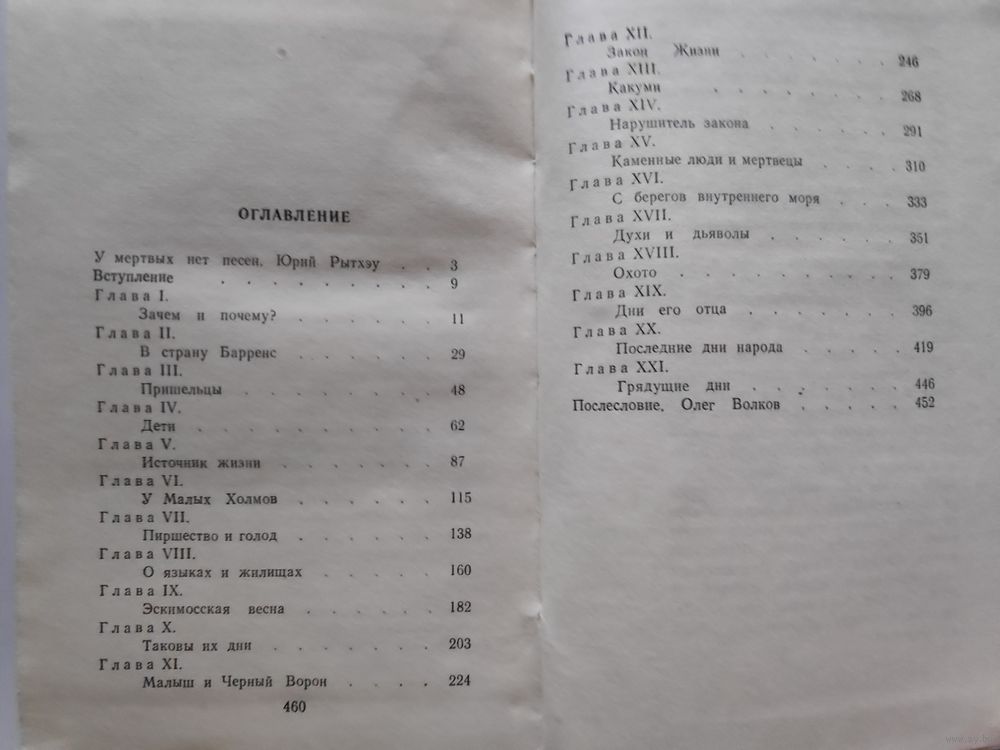 ОГЛАВЛЕНИЕ
У мертвых нет песен. Юрий Рытхэу . . 3
Вступление . . . . . . . . . 9
Глава I.
Зачем и почему? . . . . . . 11
Глава II.
В страну Барренс . . . . . . 29
Глава III.
Пришельцы . . . . . . . . 48
Глава IV.
Дети . . . . . . . . . 62
Глава V.
Источник жизни . . . . . . 87
Глава VI.
У Малых Холмов . . . . . . 115
Глава VII.
Пиршество и голод . . . . . 138
Глава VIII.
О языках и жилищах . . . . . 160
Глава IX.
Эскимосская весна . . . . . . 182
Глава X.
Таковы их дни . . . . . . . 203
Глава XI.
Малыш и Черный Ворон . . . . 224
460
Глава XII.
Закон Жизни . . . . . . . 246
Глава XIII.
Какуми . . . . . . . . 268
Глава XIV.
Нарушитель закона . . . . . . 291
Глава XV.
Каменные люди и мертвецы . . . . 310
Глава XVI.
С берегов внутреннего моря . . . 333
Глава XVII.
Духи и дьяволы . . . . . . 351
Глава XVIII.
Охото . . . . . . . . . 379
Глава XIX.
Дни его отца . . . . . . . 396
Глава XX.
Последние дни народа . . . . . 419
Глава XXI.
Грядущие дни . . . . . . . 446
Послесловие. Олег Волков . . . . . 452